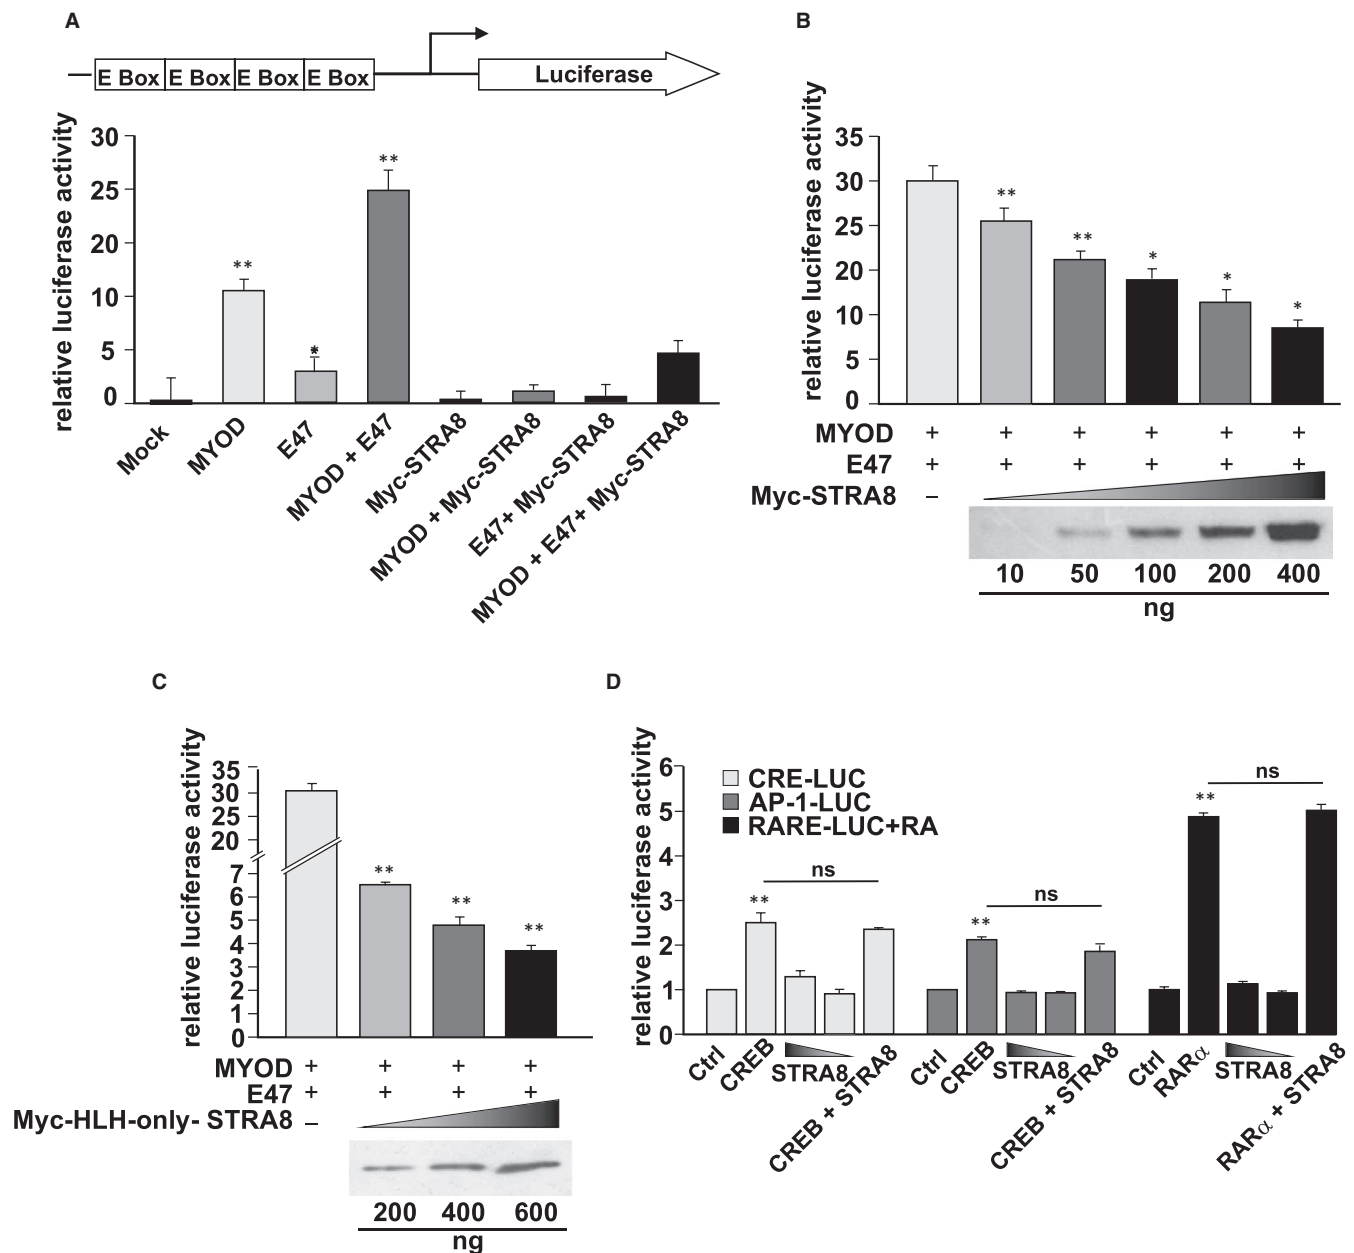 A
E Box E Box E Box E Box
Luciferase
relative luciferase activity
30
25
20
10
5
0
**
*
**
Mock
MYOD
E47
MYOD + E47
Myc-STRA8
MYOD + Myc-STRA8
E47+ Myc-STRA8
MYOD + E47+ Myc-STRA8
B
relative luciferase activity
35
30
25
20
10
5
0
**
**
*
*
*
MYOD + + + + + +
E47 + + + + + +
Myc-STRA8 –
10 50 100 200 400
ng
C
relative luciferase activity
35
30
25
20
7
6
5
4
3
2
1
0
**
**
**
MYOD + + + +
E47 + + + +
Myc-HLH-only- STRA8 –
200 400 600
ng
D
relative luciferase activity
6
5
4
3
2
1
0
CRE-LUC
AP-1-LUC
RARE-LUC+RA
**
ns
**
ns
**
ns
Ctrl
CREB
STRA8
CREB + STRA8
Ctrl
CREB
STRA8
CREB + STRA8
Ctrl
RARα
STRA8
RARα + STRA8